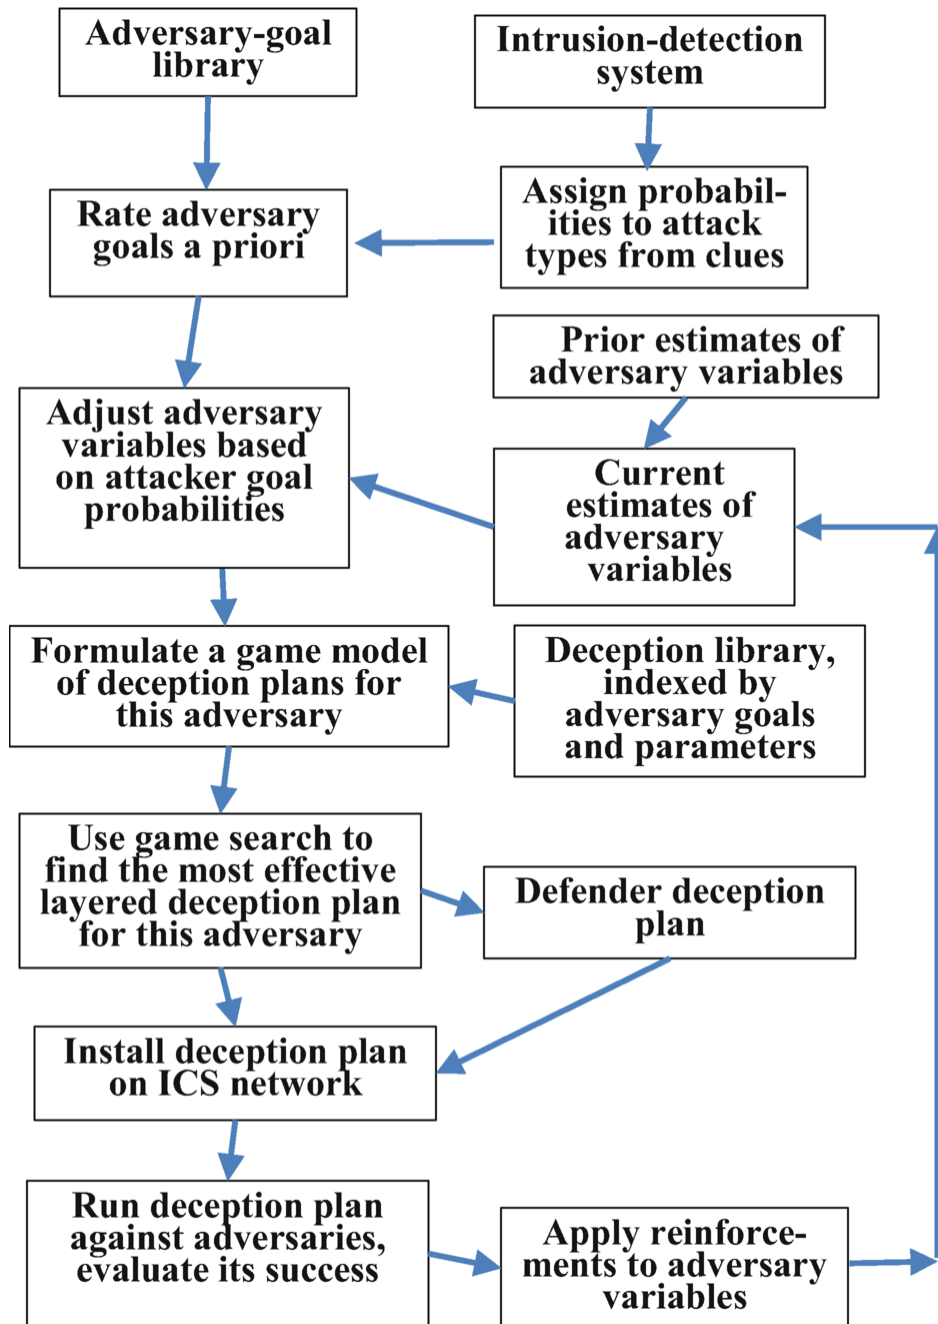 Adversary-goal
library
Intrusion-detection
system
Rate adversary
goals a priori
Assign probabil-
ities to attack
types from clues
Prior estimates of
adversary variables
Adjust adversary
variables based
on attacker goal
probabilities
Current
estimates of
adversary
variables
Formulate a game model
of deception plans for
this adversary
Deception library,
indexed by
adversary goals
and parameters
Use game search to
find the most effective
layered deception plan
for this adversary
Defender deception
plan
Install deception plan
on ICS network
Run deception plan
against adversaries,
evaluate its success
Apply reinforce-
ments to adversary
variables